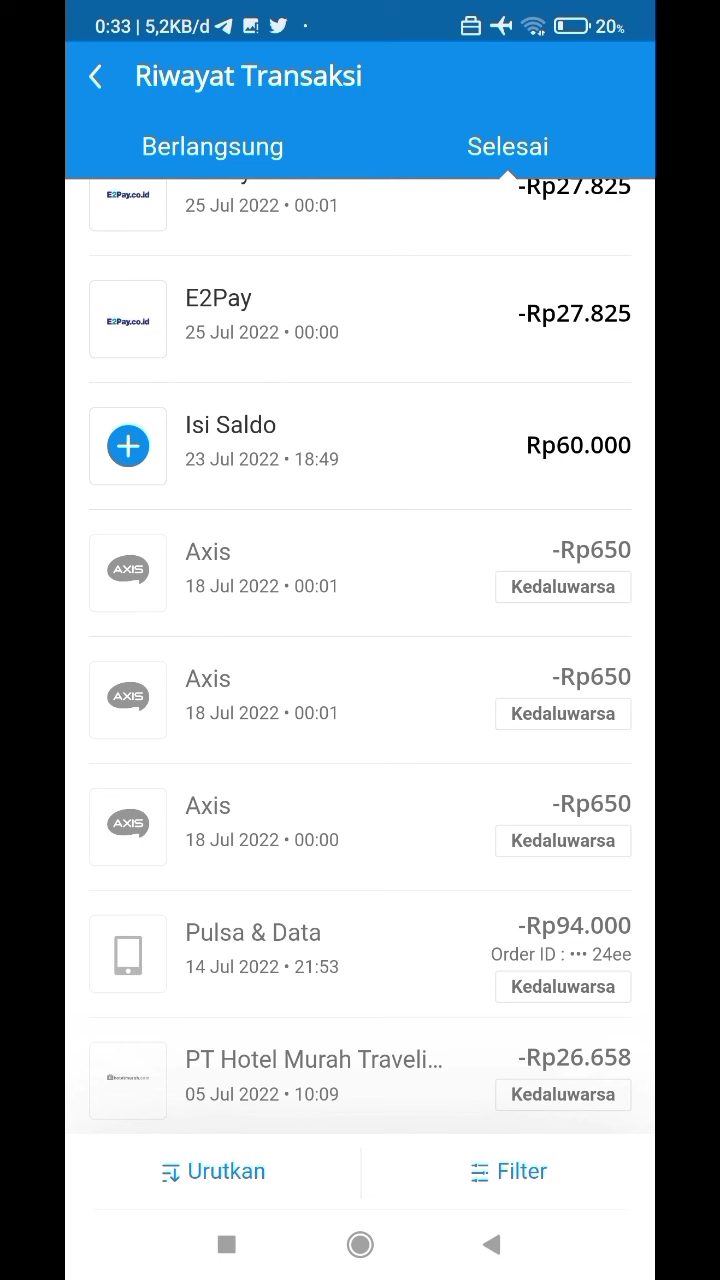 0:33 | 5,2KB/d
20%
Riwayat Transaksi
Berlangsung
Selesai
E2Pay.co.id
-Rp27.825
25 Jul 2022 • 00:01
E2Pay
E2Pay.co.id
-Rp27.825
25 Jul 2022 • 00:00
Isi Saldo
Rp60.000
23 Jul 2022 • 18:49
Axis
-Rp650
AXIS
18 Jul 2022 • 00:01
Kedaluwarsa
Axis
-Rp650
AXIS
18 Jul 2022 • 00:01
Kedaluwarsa
Axis
-Rp650
AXIS
18 Jul 2022 • 00:00
Kedaluwarsa
Pulsa & Data
-Rp94.000
Order ID : ••• 24ee
14 Jul 2022 • 21:53
Kedaluwarsa
PT Hotel Murah Traveli...
-Rp26.658
05 Jul 2022 • 10:09
Kedaluwarsa
Urutkan
Filter